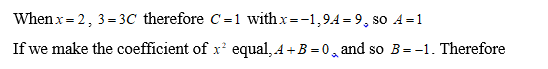 When x = 2, 3 = 3C therefore C = 1 with x = −1, 9A = 9, so A = 1
If we make the coefficient of x² equal, A + B = 0, and so B = −1. Therefore